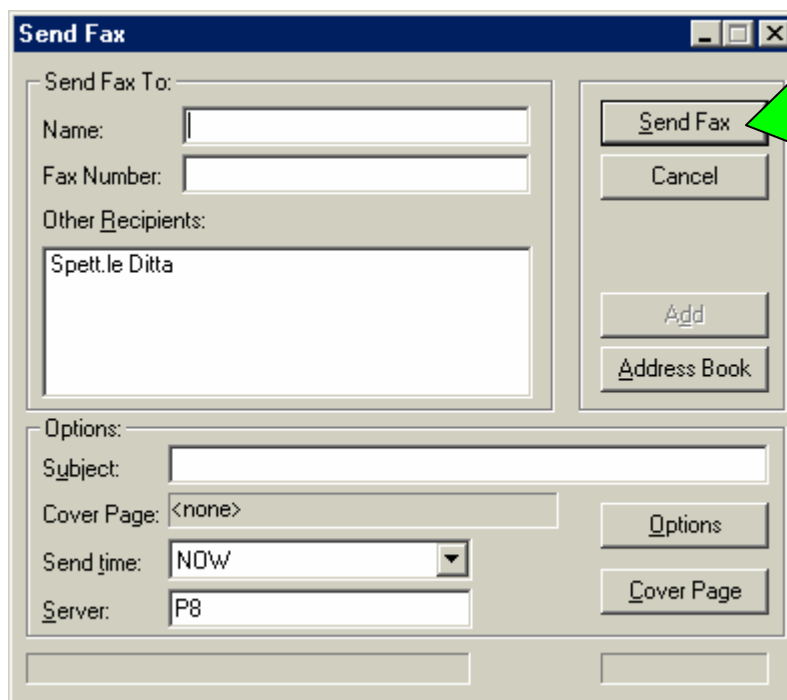 Send Fax
Send Fax To:
Name:
Send Fax
Fax Number:
Cancel
Other Recipients:
Spett.le Ditta
Add
Address Book
Options:
Subject:
Cover Page: <none>
Options
Send time: NOW
Cover Page
Server: P8